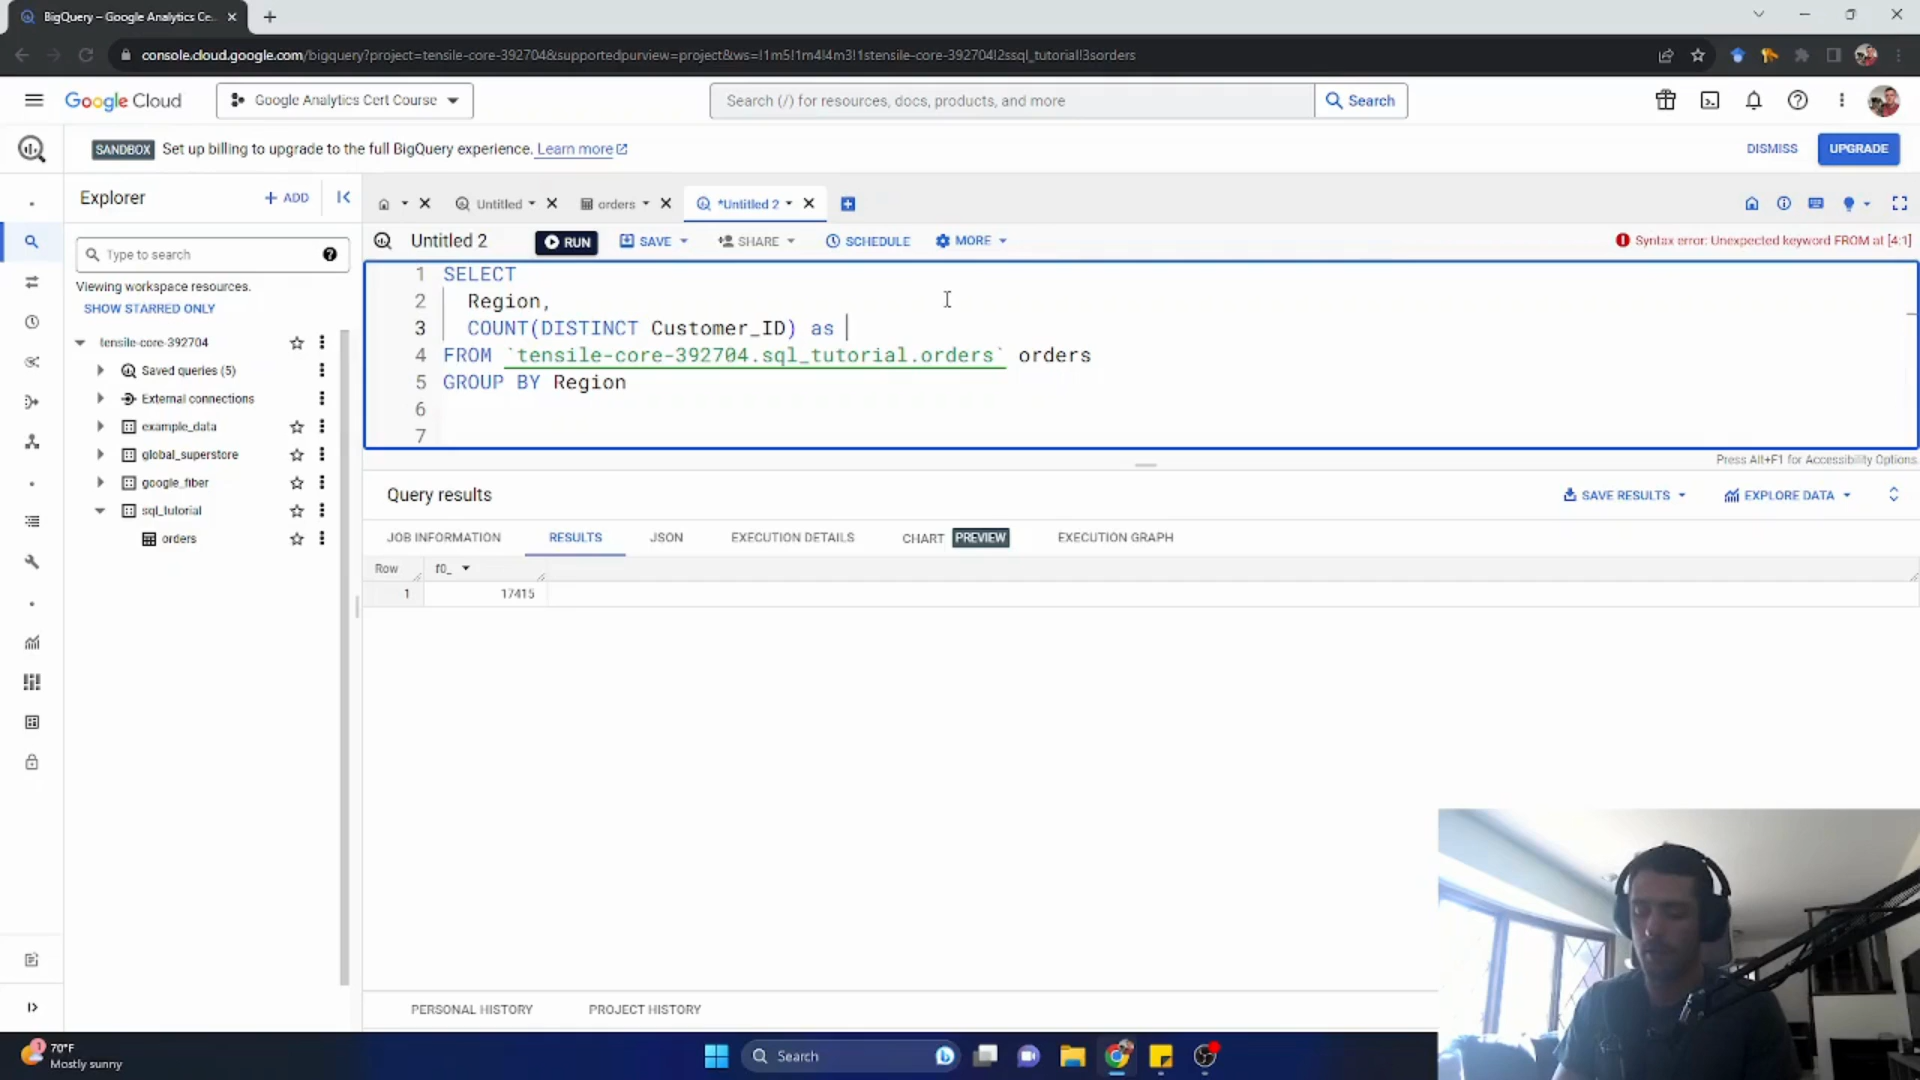 BigQuery – Google Analytics Ce
console.cloud.google.com/bigquery?project=tensile-core-392704&supportedpurview=project&ws=!1m5!1m4!4m3!1stensile-core-392704!2ssql_tutorial!3sorders
Google Cloud
Google Analytics Cert Course
Search (/) for resources, docs, products, and more
Search
SANDBOX Set up billing to upgrade to the full BigQuery experience. Learn more
DISMISS
UPGRADE
Explorer
+ ADD
Untitled
orders
*Untitled 2
Untitled 2
RUN
SAVE
SHARE
SCHEDULE
MORE
Syntax error: Unexpected keyword FROM at [4:1]
Type to search
Viewing workspace resources.
SHOW STARRED ONLY
tensile-core-392704
Saved queries (5)
External connections
example_data
global_superstore
google_fiber
sql_tutorial
orders
1 SELECT
2 Region,
3 COUNT(DISTINCT Customer_ID) as
4 FROM `tensile-core-392704.sql_tutorial.orders` orders
5 GROUP BY Region
6
7
Press Alt+F1 for Accessibility Options.
Query results
SAVE RESULTS
EXPLORE DATA
JOB INFORMATION
RESULTS
JSON
EXECUTION DETAILS
CHART PREVIEW
EXECUTION GRAPH
Row f0_
1 17415
PERSONAL HISTORY
PROJECT HISTORY
70°F
Mostly sunny
1
Search